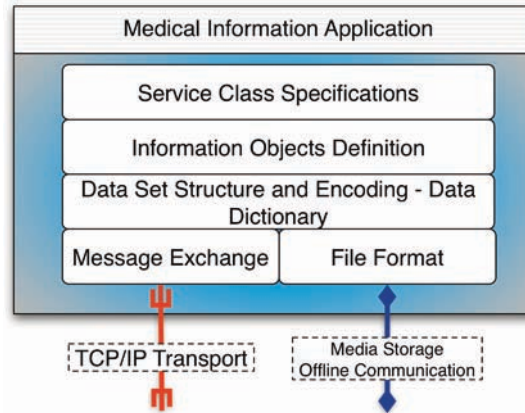 Medical Information Application
Service Class Specifications
Information Objects Definition
Data Set Structure and Encoding - Data
Dictionary
Message Exchange
File Format
TCP/IP Transport
Media Storage
Offline Communication